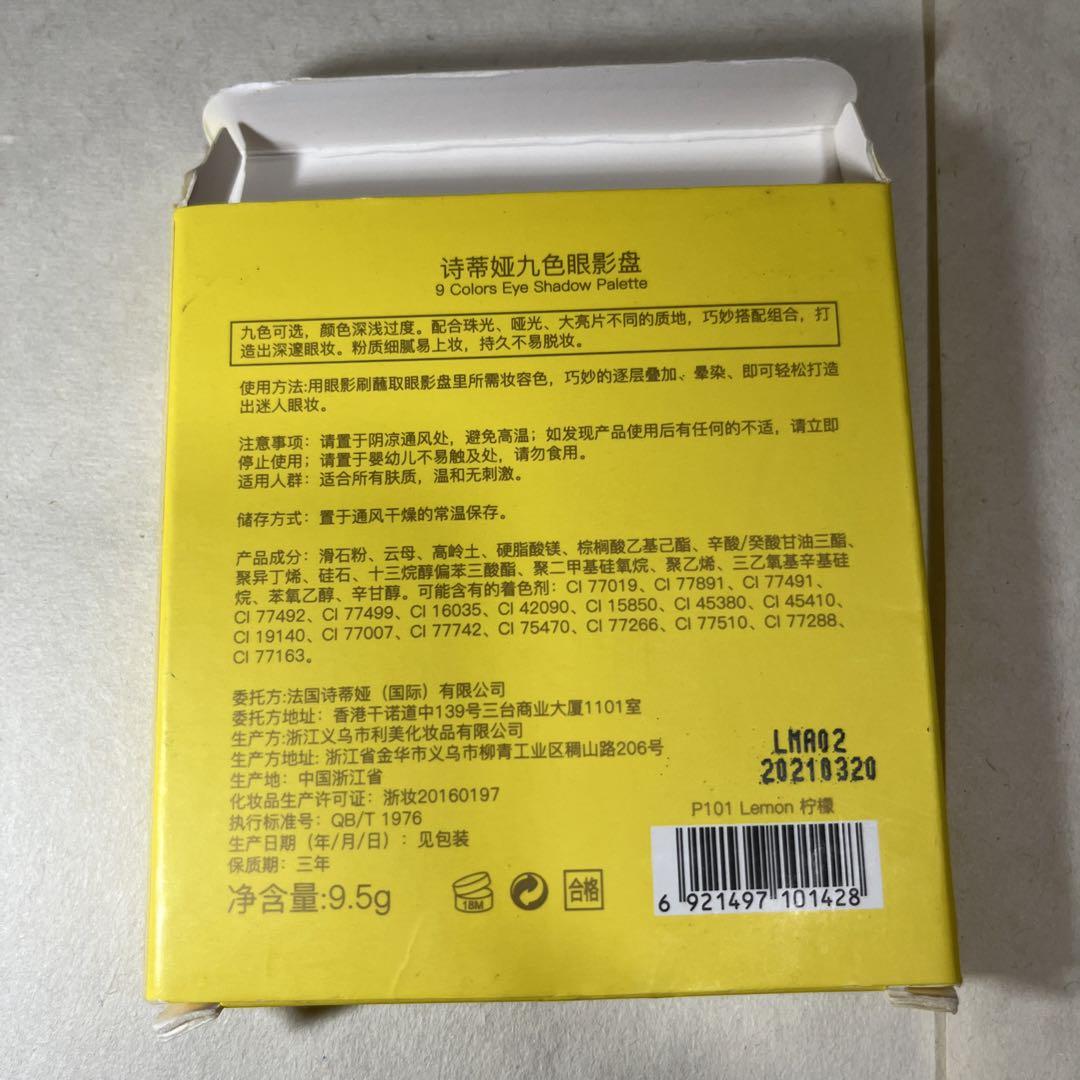 诗蒂娅九色眼影盘
9 Colors Eye Shadow Palette
九色可选，颜色深浅过度。配合珠光、哑光、大亮片不同的质地，巧妙搭配组合，打
造出深邃眼妆。粉质细腻易上妆，持久不易脱妆。
使用方法:用眼影刷蘸取眼影盘里所需妆容色，巧妙的逐层叠加、晕染、即可轻松打造
出迷人眼妆。
注意事项：请置于阴凉通风处，避免高温；如发现产品使用后有任何的不适，请立即
停止使用；请置于婴幼儿不易触及处，请勿食用。
适用人群：适合所有肤质，温和无刺激。
储存方式：置于通风干燥的常温保存。
产品成分：滑石粉、云母、高岭土、硬脂酸镁、棕榈酸乙基己酯、辛酸/癸酸甘油三酯、
聚异丁烯、硅石、十三烷醇偏苯三酸酯、聚二甲基硅氧烷、聚乙烯、三乙氧基辛基硅
烷、苯氧乙醇、辛甘醇。可能含有的着色剂：CI 77019、CI 77891、CI 77491、
CI 77492、CI 77499、CI 16035、CI 42090、CI 15850、CI 45380、CI 45410、
CI 19140、CI 77007、CI 77742、CI 75470、CI 77266、CI 77510、CI 77288、
CI 77163。
委托方:法国诗蒂娅（国际）有限公司
委托方地址：香港干诺道中139号三台商业大厦1101室
生产方:浙江义乌市利美化妆品有限公司
生产方地址: 浙江省金华市义乌市柳青工业区稠山路206号
生产地：中国浙江省
化妆品生产许可证：浙妆20160197
执行标准号：QB/T 1976
生产日期（年/月/日）：见包装
保质期：三年
净含量:9.5g
18M
合格
LMA02
20210320
P101 Lemon 柠檬
6 921497 101428